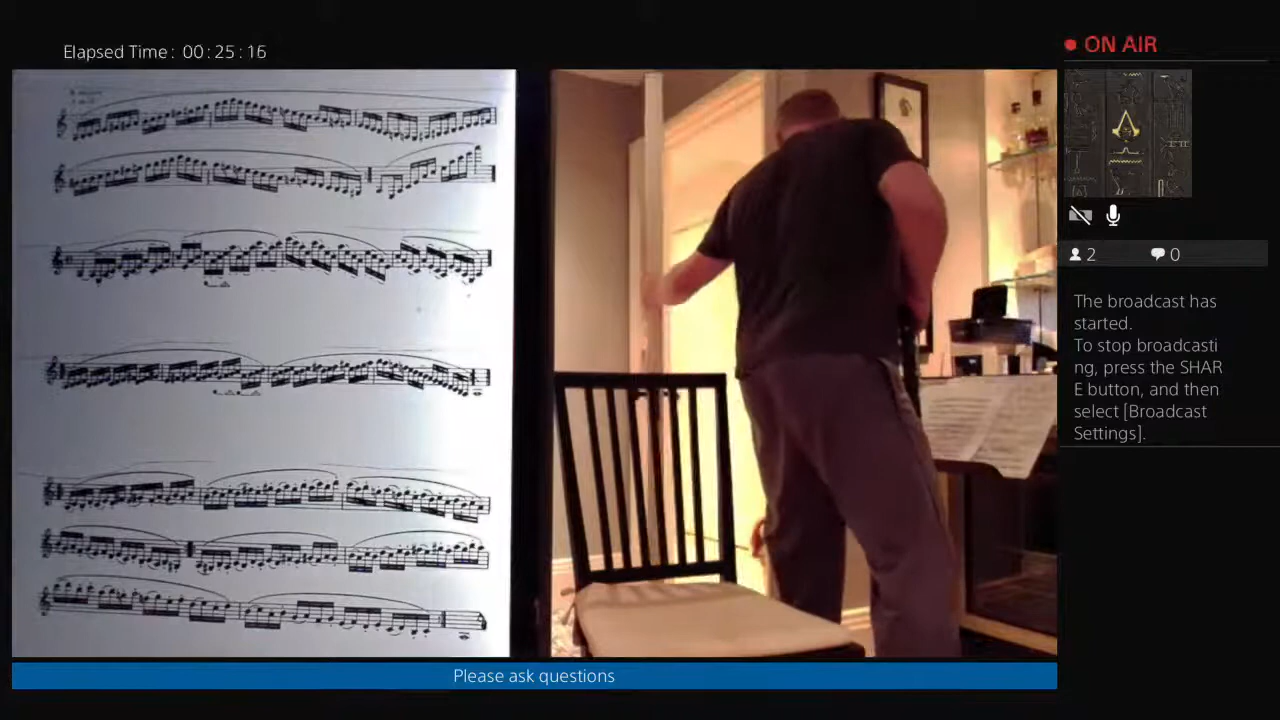 Elapsed Time: 00:25:16
ON AIR
2
0
The broadcast has
started.
To stop broadcasti
ng, press the SHAR
E button, and then
select [Broadcast
Settings].
Please ask questions